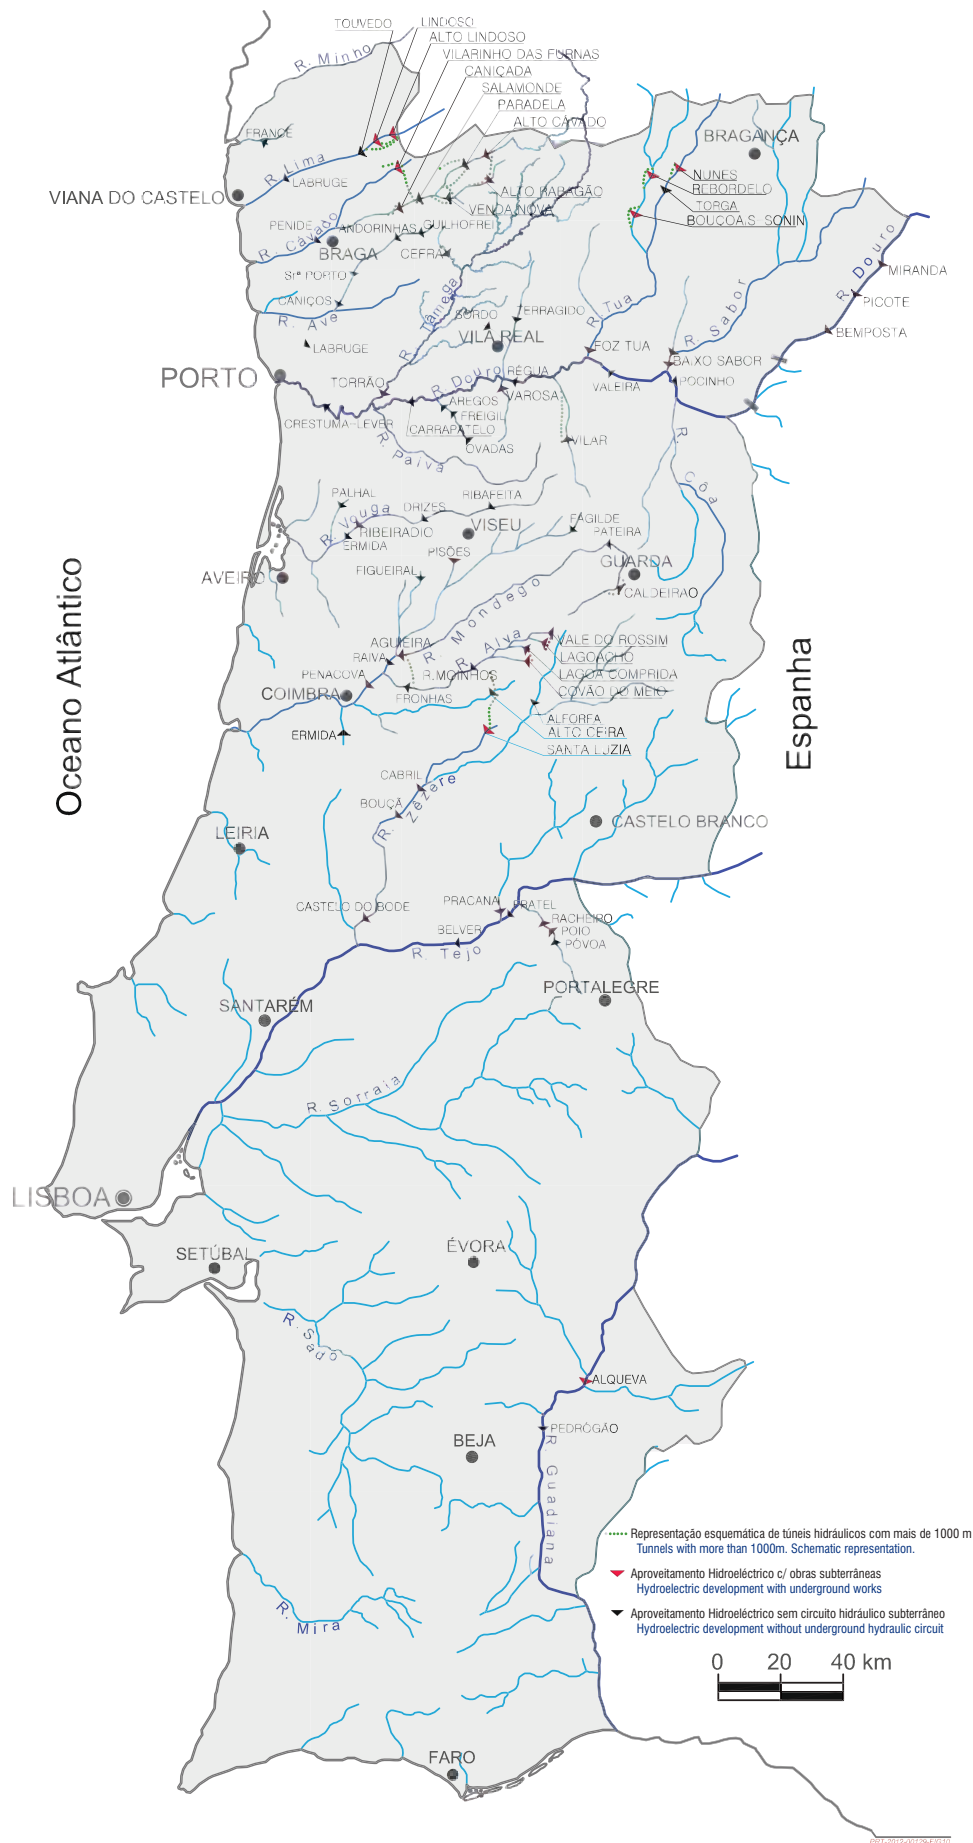 TOUVEDO
LINDOSO
ALTO LINDOSO
R. Minho
VILARINHO DAS FURNAS
CANIÇADA
SALAMONDE
PARADELA
ALTO CÁVADO
FRANCE
BRAGANÇA
R. Lima
LABRUGE
NUNES
REBORDELO
TORGA
BOUÇOAIS-SONIN
VIANA DO CASTELO
ALTO RABAGÃO
VENDA NOVA
PENIDE
R. Cávado
ANDORINHAS
GUILHOFREI
BRAGA
CEFRA
R. Douro
MIRANDA
PICOTE
BEMPOSTA
Srª PORTO
CANIÇOS
R. Ave
R. Tâmega
R. Tua
R. Sabor
SORDO
TERRAGIDO
VILA REAL
LABRUGE
FOZ TUA
BAIXO SABOR
PORTO
TORRÃO
R. Douro
RÉGUA
VALEIRA
POCINHO
VAROSA
AREGOS
FREIGIL
CRESTUMA-LEVER
CARRAPATELO
OVADAS
VILAR
R. Paiva
R. Côa
PALHAL
RIBAFEITA
DRIZES
R. Vouga
VISEU
RIBEIRADIO
ERMIDA
FAGILDE
PATEIRA
PISÕES
FIGUEIRAL
GUARDA
AVEIRO
CALDEIRÃO
Oceano Atlântico
Espanha
R. Mondego
AGUIEIRA
RAIVA
R. Alva
VALE DO ROSSIM
LAGOACHO
LAGOA COMPRIDA
COVÃO DO MEIO
PENACOVA
R.MOINHOS
COIMBRA
FRONHAS
ALFORFA
ALTO CEIRA
SANTA LUZIA
ERMIDA
CABRIL
BOUÇÃ
R. Zêzere
CASTELO BRANCO
LEIRIA
CASTELO DO BODE
PRACANA
FRATEL
RACHEIRO
POIO
PÓVOA
BELVER
R. Tejo
PORTALEGRE
SANTARÉM
R. Sorraia
LISBOA
SETÚBAL
ÉVORA
R. Sado
ALQUEVA
PEDRÓGÃO
BEJA
R. Guadiana
R. Mira
Representação esquemática de túneis hidráulicos com mais de 1000 m
Tunnels with more than 1000m. Schematic representation.
Aproveitamento Hidroeléctrico c/ obras subterrâneas
Hydroelectric development with underground works
Aproveitamento Hidroeléctrico sem circuito hidráulico subterrâneo
Hydroelectric development without underground hydraulic circuit
0 20 40 km
FARO